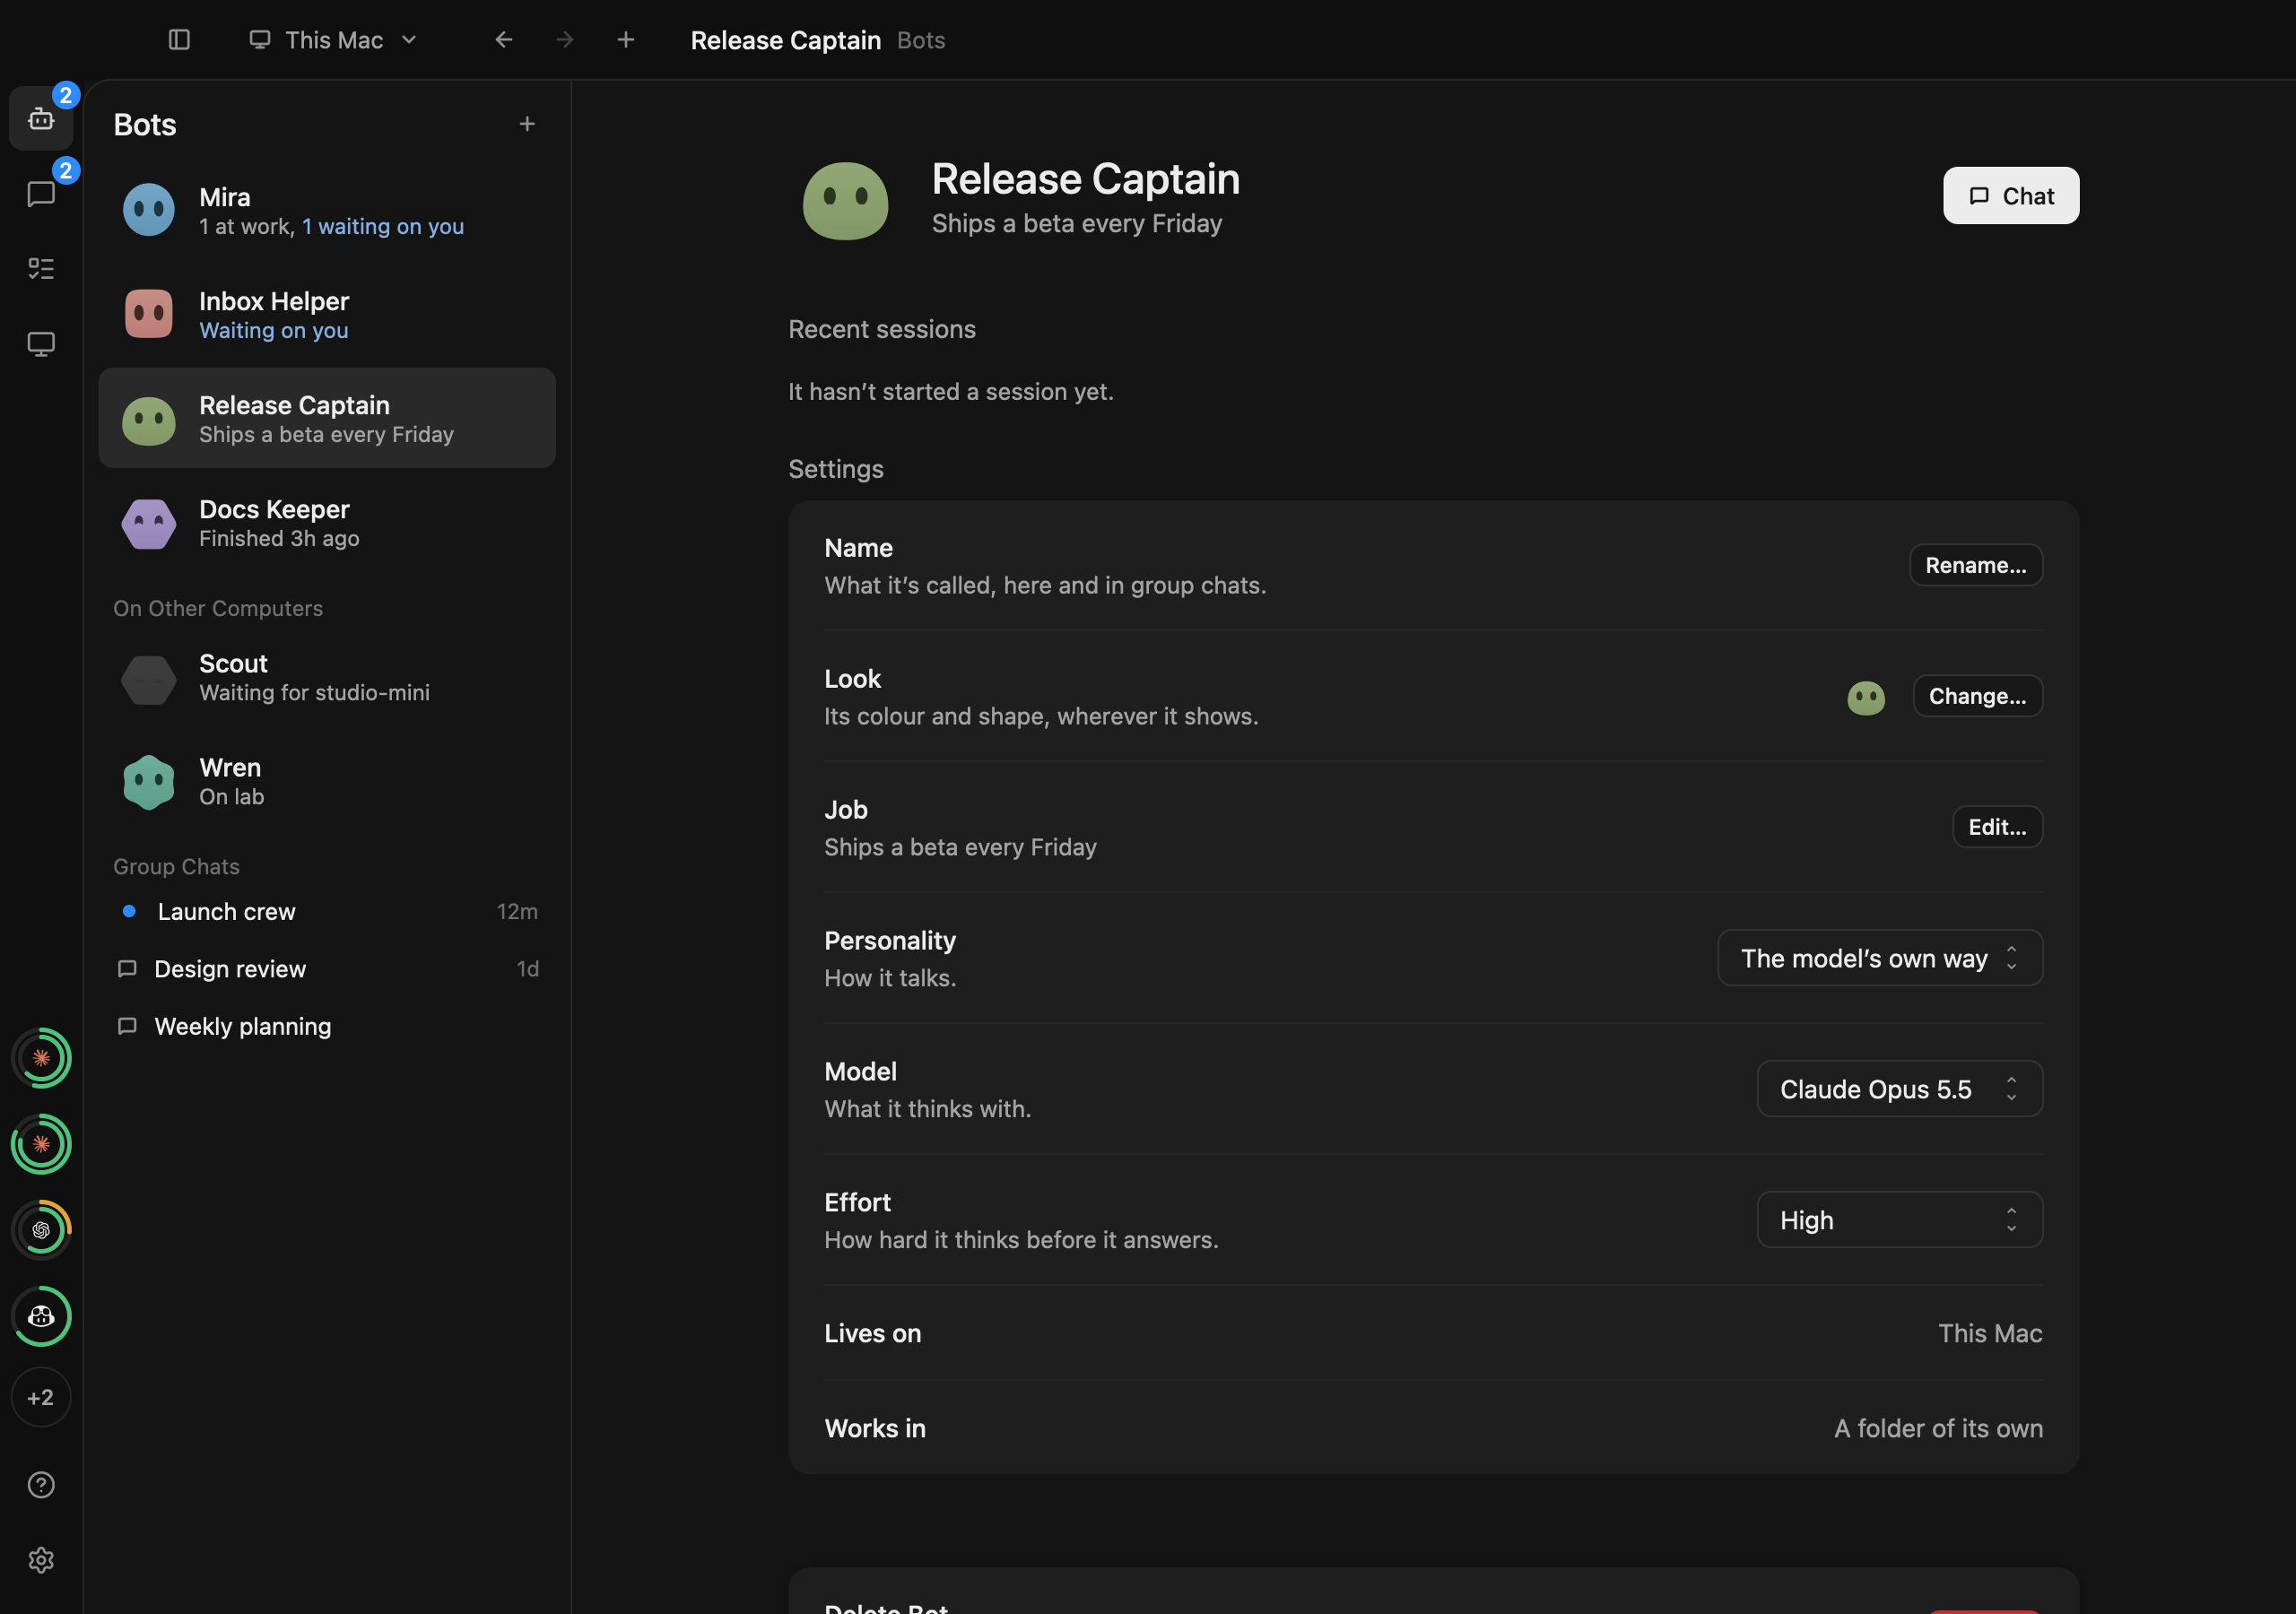 This Mac
Release Captain Bots
2
2
Bots
Mira
1 at work, 1 waiting on you
Inbox Helper
Waiting on you
Release Captain
Ships a beta every Friday
Docs Keeper
Finished 3h ago
On Other Computers
Scout
Waiting for studio-mini
Wren
On lab
Group Chats
Launch crew 12m
Design review 1d
Weekly planning
+2
Release Captain
Ships a beta every Friday
Chat
Recent sessions
It hasn’t started a session yet.
Settings
Name
What it’s called, here and in group chats.
Rename...
Look
Its colour and shape, wherever it shows.
Change...
Job
Ships a beta every Friday
Edit...
Personality
How it talks.
The model’s own way
Model
What it thinks with.
Claude Opus 5.5
Effort
How hard it thinks before it answers.
High
Lives on
This Mac
Works in
A folder of its own
Delete Bot